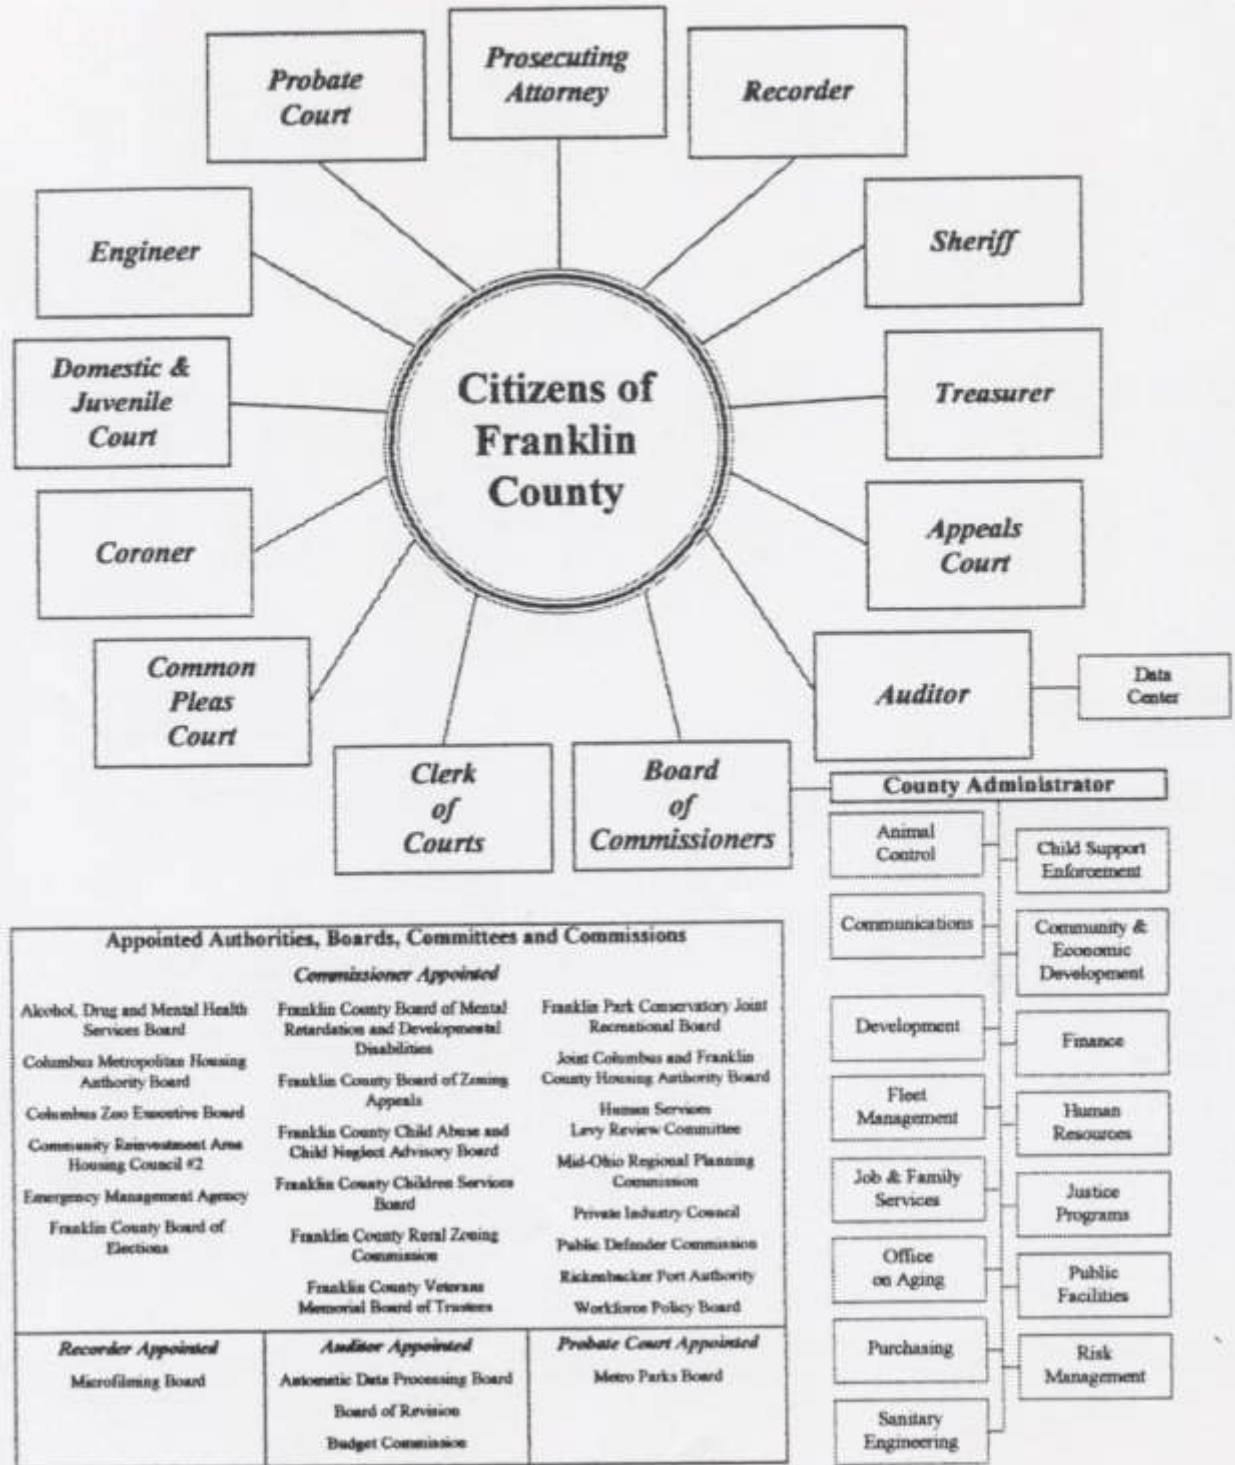 Prosecuting
Attorney
Probate
Court
Recorder
Engineer
Sheriff
Domestic &
Juvenile
Court
Citizens of
Franklin
County
Treasurer
Coroner
Appeals
Court
Common
Pleas
Court
Auditor
Data
Center
Clerk
of
Courts
Board
of
Commissioners
County Administrator
Animal
Control
Child Support
Enforcement
Communications
Community &
Economic
Development
Development
Finance
Fleet
Management
Human
Resources
Job & Family
Services
Justice
Programs
Office
on Aging
Public
Facilities
Purchasing
Risk
Management
Sanitary
Engineering
Appointed Authorities, Boards, Committees and Commissions
Commissioner Appointed
Alcohol, Drug and Mental Health
Services Board
Columbus Metropolitan Housing
Authority Board
Columbus Zoo Executive Board
Community Reinvestment Area
Housing Council #2
Emergency Management Agency
Franklin County Board of
Elections
Franklin County Board of Mental
Retardation and Developmental
Disabilities
Franklin County Board of Zoning
Appeals
Franklin County Child Abuse and
Child Neglect Advisory Board
Franklin County Children Services
Board
Franklin County Rural Zoning
Commission
Franklin County Veterans
Memorial Board of Trustees
Franklin Park Conservatory Joint
Recreational Board
Joint Columbus and Franklin
County Housing Authority Board
Human Services
Levy Review Committee
Mid-Ohio Regional Planning
Commission
Private Industry Council
Public Defender Commission
Rickenbacker Port Authority
Workforce Policy Board
Recorder Appointed
Microfilming Board
Auditor Appointed
Automatic Data Processing Board
Board of Revision
Budget Commission
Probate Court Appointed
Metro Parks Board